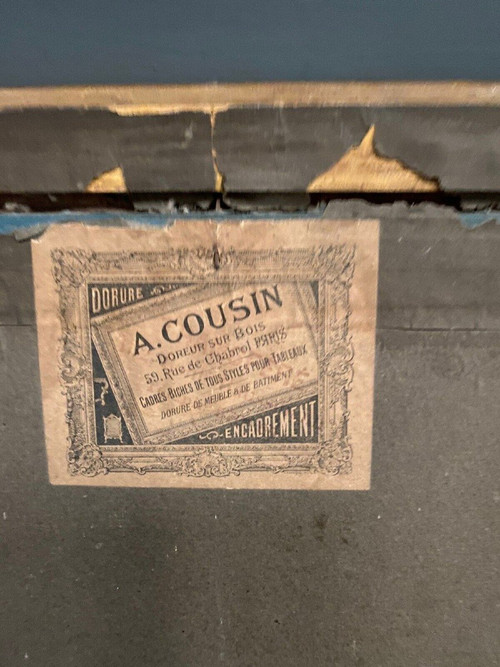 DORURE
A. COUSIN
DOREUR SUR BOIS
59, Rue de Chabrol PARIS
CADRES RICHES DE TOUS STYLES POUR TABLEAUX
DORURE DE MEUBLE & DE BATIMENT
ENCADREMENT